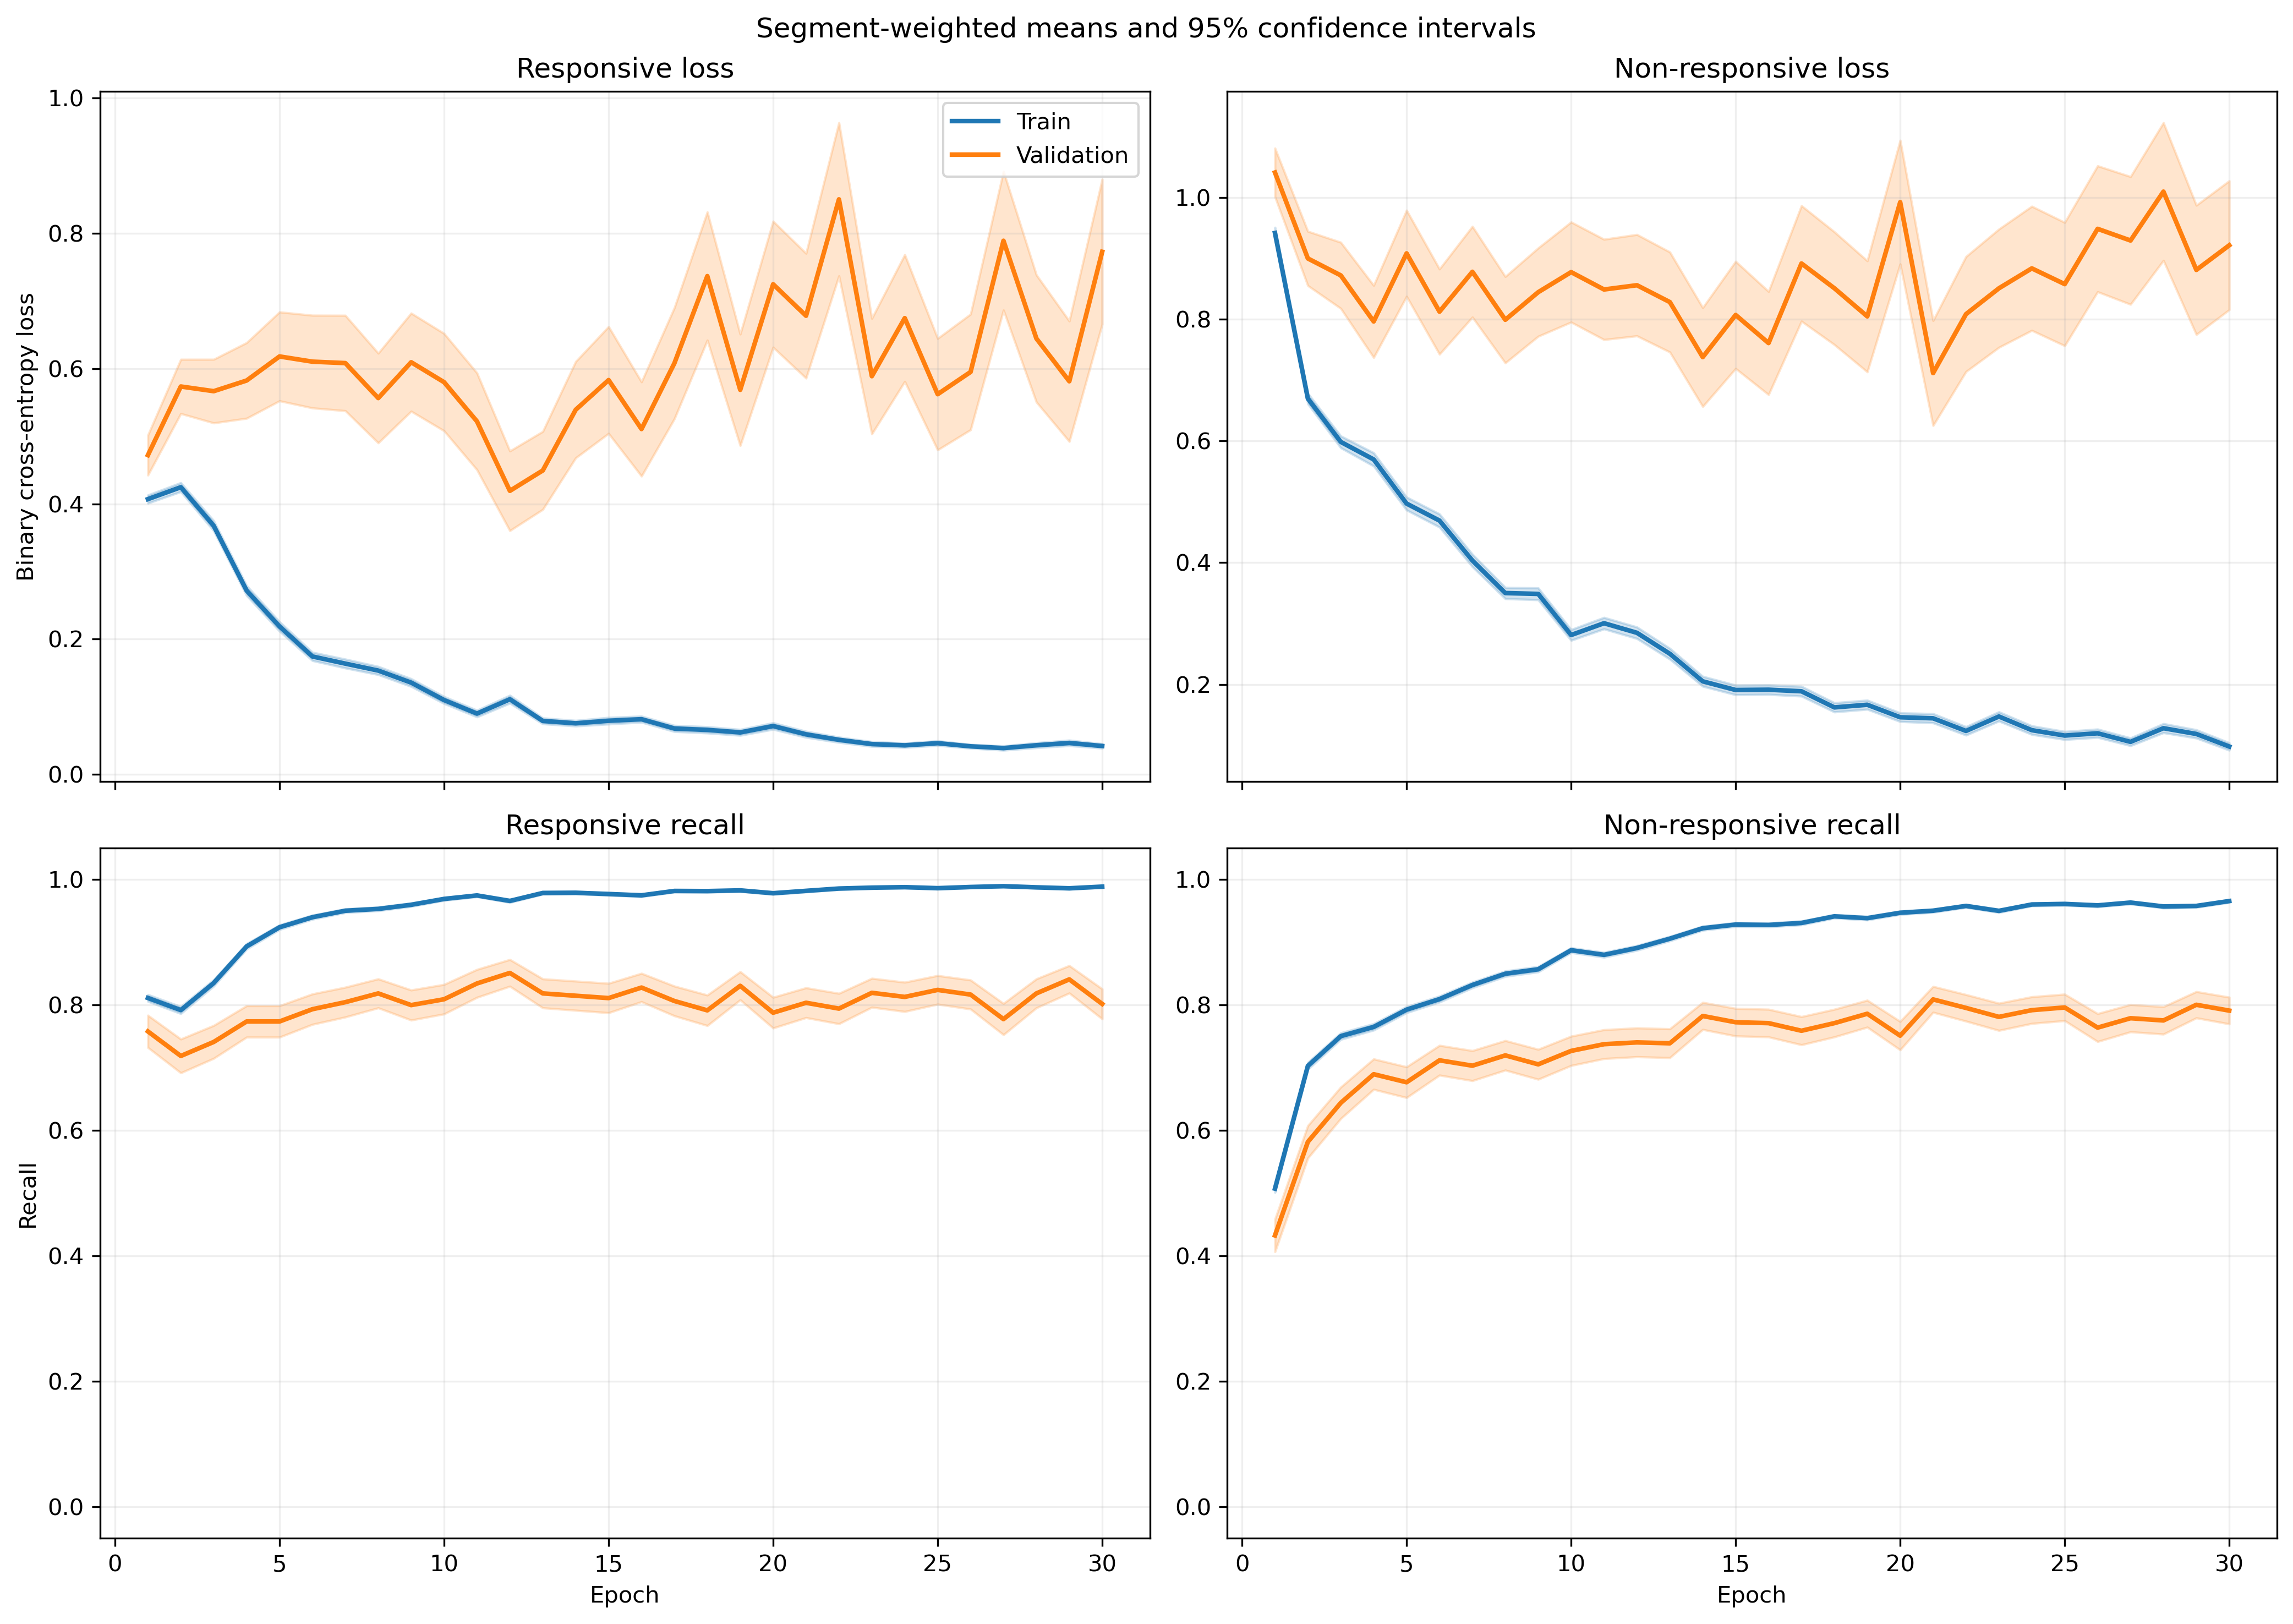 Segment-weighted means and 95% confidence intervals
Responsive loss
Non-responsive loss
Binary cross-entropy loss
1.0
0.8
0.6
0.4
0.2
0.0
Train
Validation
1.0
0.8
0.6
0.4
0.2
Responsive recall
Non-responsive recall
Recall
1.0
0.8
0.6
0.4
0.2
0.0
0 5 10 15 20 25 30
Epoch
1.0
0.8
0.6
0.4
0.2
0.0
0 5 10 15 20 25 30
Epoch